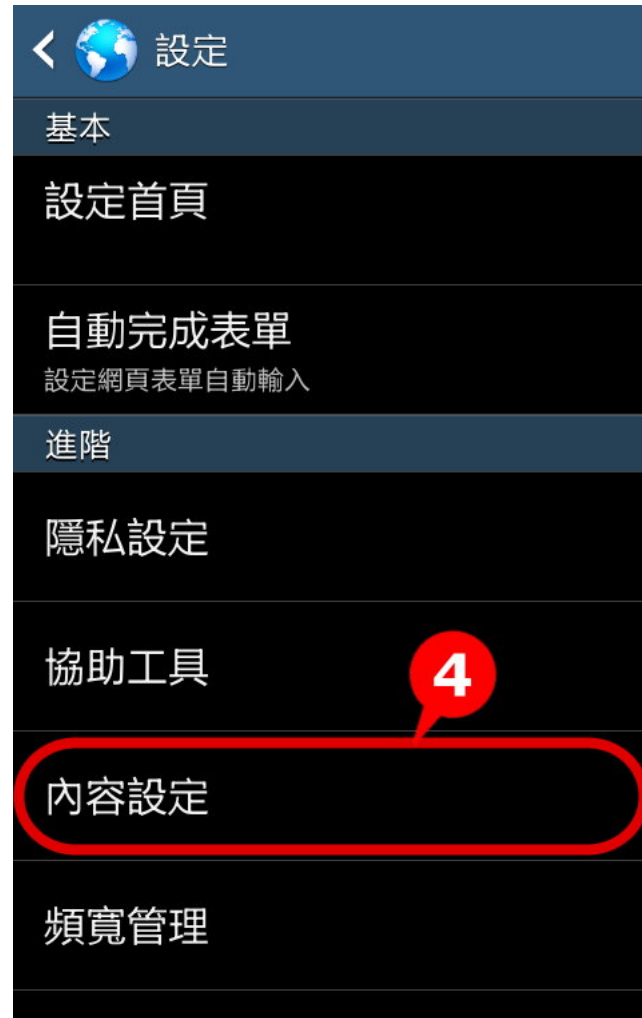 設定
基本
設定首頁
自動完成表單
設定網頁表單自動輸入
進階
隱私設定
協助工具
4
內容設定
頻寬管理